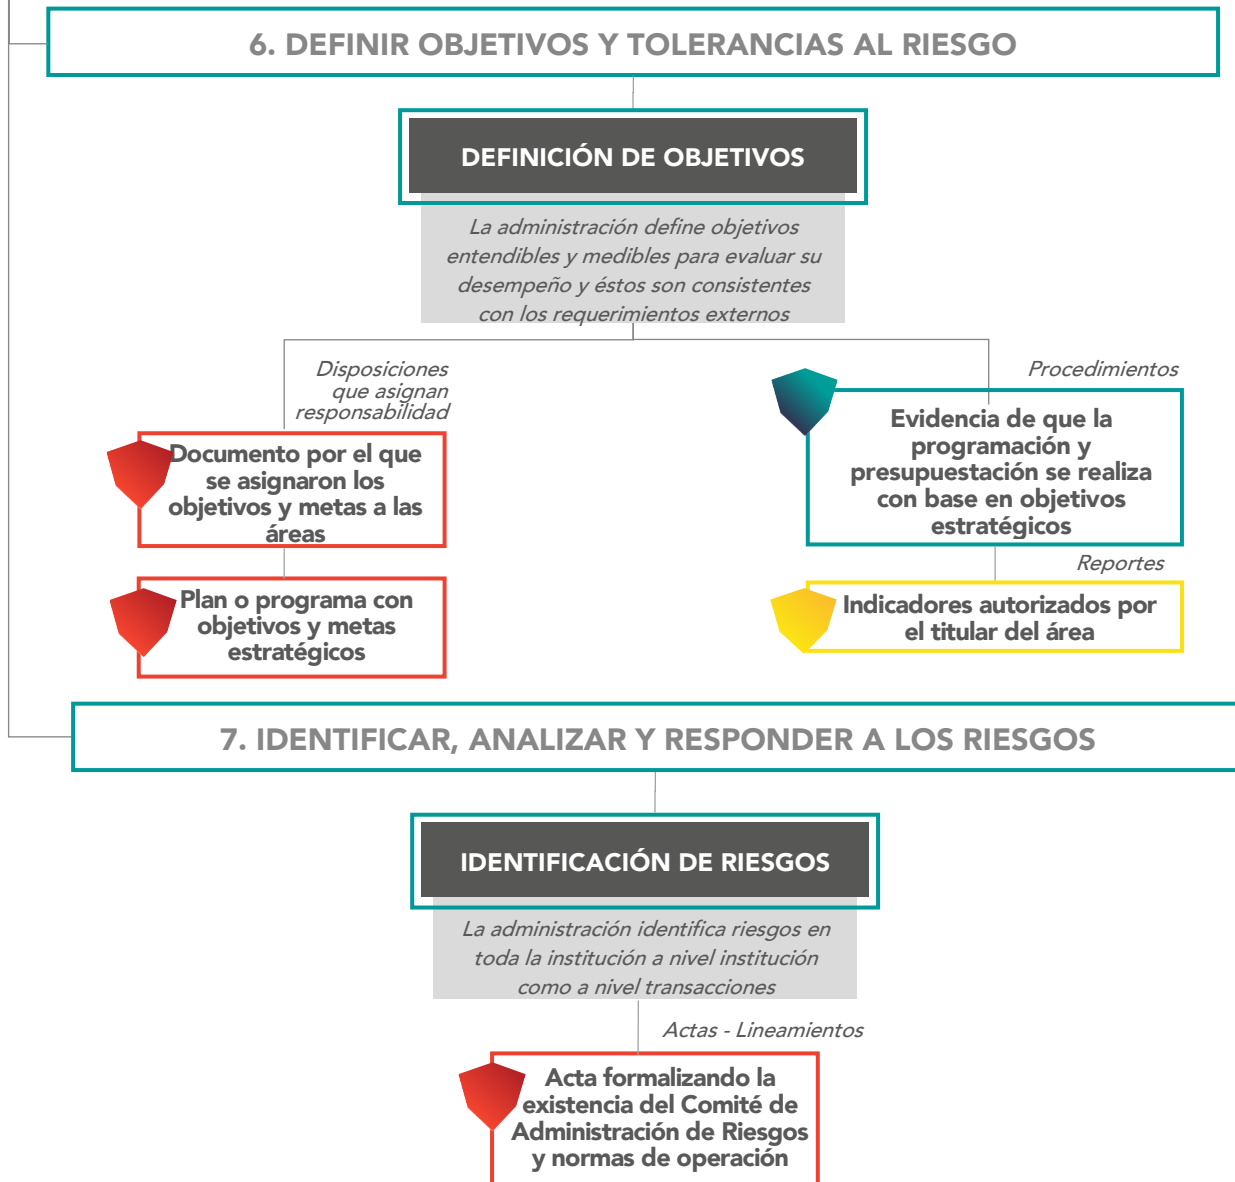 6. DEFINIR OBJETIVOS Y TOLERANCIAS AL RIESGO
DEFINICIÓN DE OBJETIVOS
La administración define objetivos
entendibles y medibles para evaluar su
desempeño y éstos son consistentes
con los requerimientos externos
Disposiciones
que asignan
responsabilidad
Documento por el que
se asignaron los
objetivos y metas a las
áreas
Plan o programa con
objetivos y metas
estratégicos
Procedimientos
Evidencia de que la
programación y
presupuestación se realiza
con base en objetivos
estratégicos
Reportes
Indicadores autorizados por
el titular del área
7. IDENTIFICAR, ANALIZAR Y RESPONDER A LOS RIESGOS
IDENTIFICACIÓN DE RIESGOS
La administración identifica riesgos en
toda la institución a nivel institución
como a nivel transacciones
Actas - Lineamientos
Acta formalizando la
existencia del Comité de
Administración de Riesgos
y normas de operación